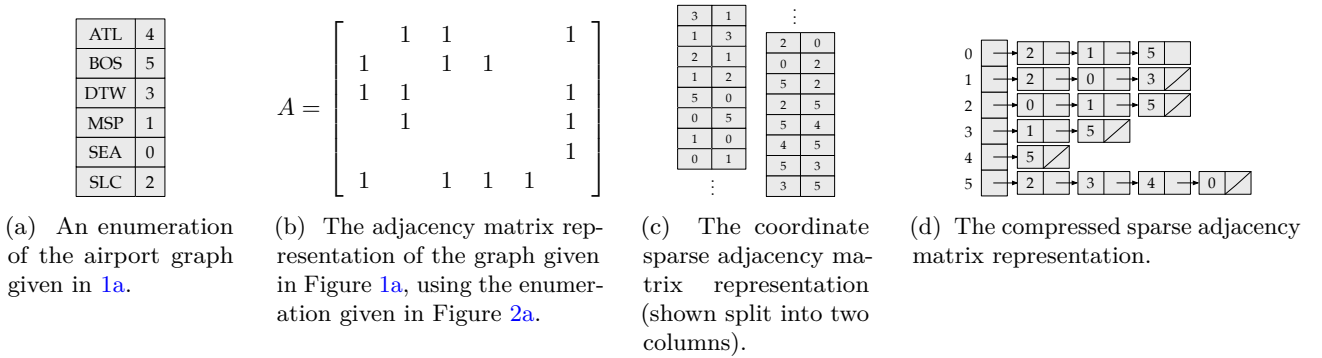 ATL 4
BOS 5
DTW 3
MSP 1
SEA 0
SLC 2
(a) An enumeration
of the airport graph
given in 1a.
A =
1 1 1
1 1 1
1 1 1
1 1
1
1 1 1 1
(b) The adjacency matrix rep-
resentation of the graph given
in Figure 1a, using the enumer-
ation given in Figure 2a.
3 1
1 3
2 1
1 2
5 0
0 5
1 0
0 1
⋮
⋮
2 0
0 2
5 2
2 5
5 4
4 5
5 3
3 5
(c) The coordinate
sparse adjacency ma-
trix representation
(shown split into two
columns).
0 2 1 5
1 2 0 3
2 0 1 5
3 1 5
4 5
5 2 3 4 0
(d) The compressed sparse adjacency
matrix representation.